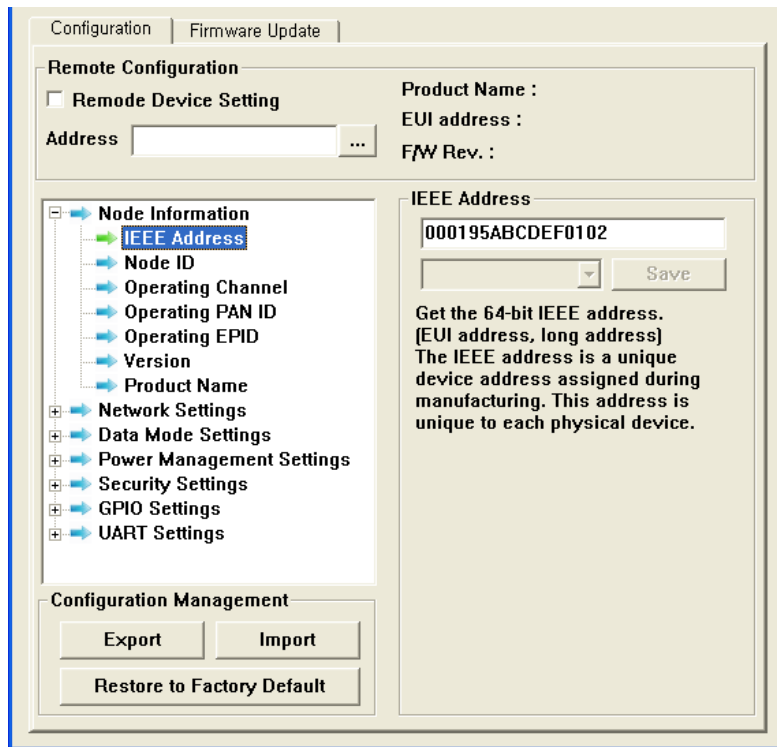 Configuration
Firmware Update
Remote Configuration
Remode Device Setting
Address
...
Product Name :
EUI address :
F/W Rev. :
Node Information
IEEE Address
Node ID
Operating Channel
Operating PAN ID
Operating EPID
Version
Product Name
Network Settings
Data Mode Settings
Power Management Settings
Security Settings
GPIO Settings
UART Settings
Configuration Management
Export
Import
Restore to Factory Default
IEEE Address
000195ABCDEF0102
Save
Get the 64-bit IEEE address.
(EUI address, long address)
The IEEE address is a unique
device address assigned during
manufacturing. This address is
unique to each physical device.